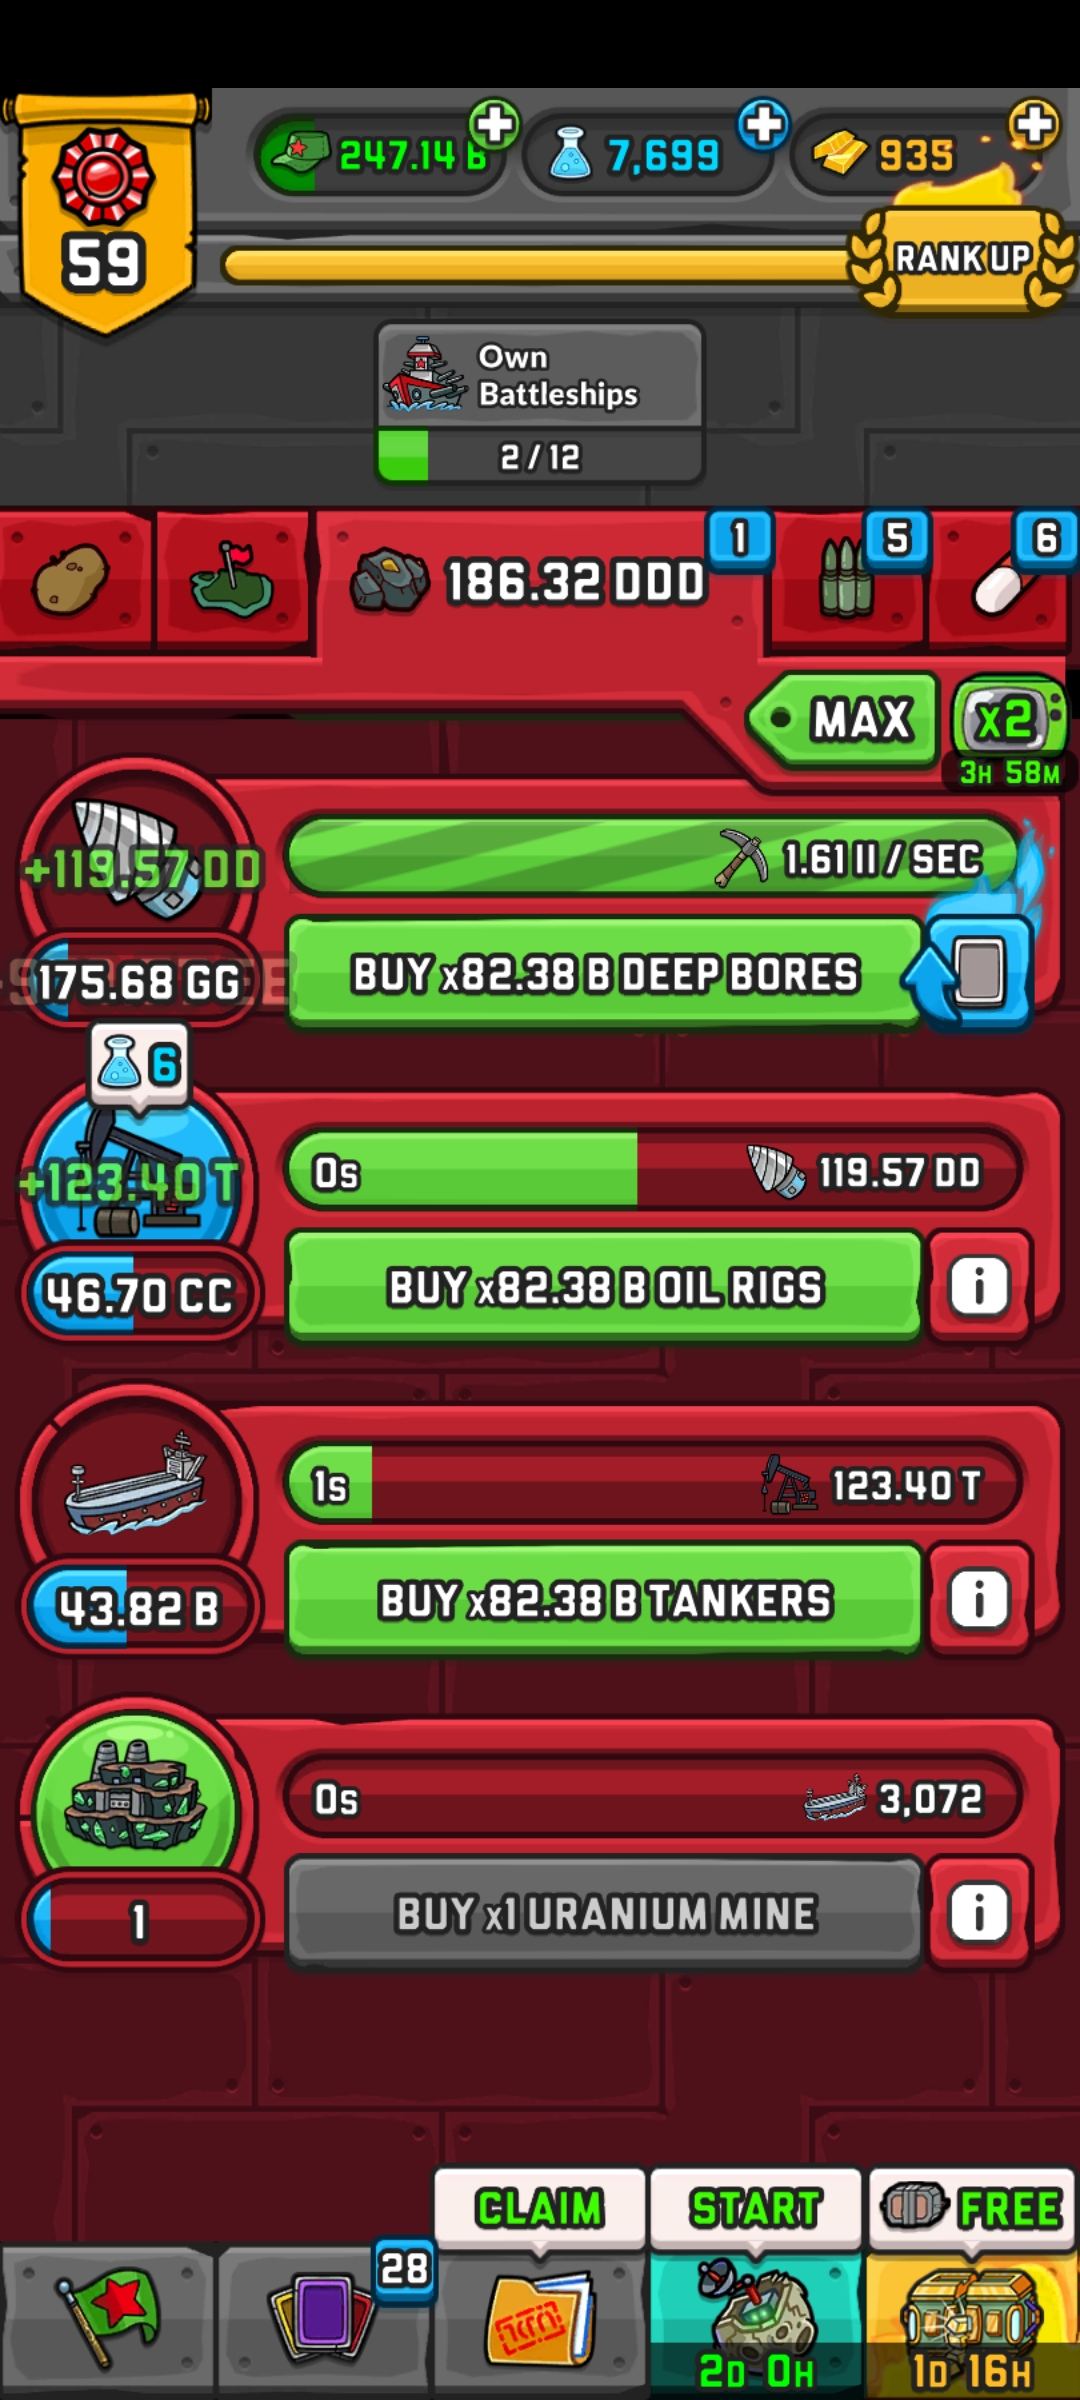 247.14 B
7,699
935
59
RANK UP
Own
Battleships
2 / 12
186.32 DDD
1
5
6
MAX
x2
3H 58M
+119.57 DD
1.61 II / SEC
175.68 GG
BUY x82.38 B DEEP BORES
6
+123.40 T
0s
119.57 DD
46.70 CC
BUY x82.38 B OIL RIGS
i
1s
123.40 T
43.82 B
BUY x82.38 B TANKERS
i
0s
3,072
1
BUY x1 URANIUM MINE
i
CLAIM
START
FREE
28
2D 0H
1D 16H